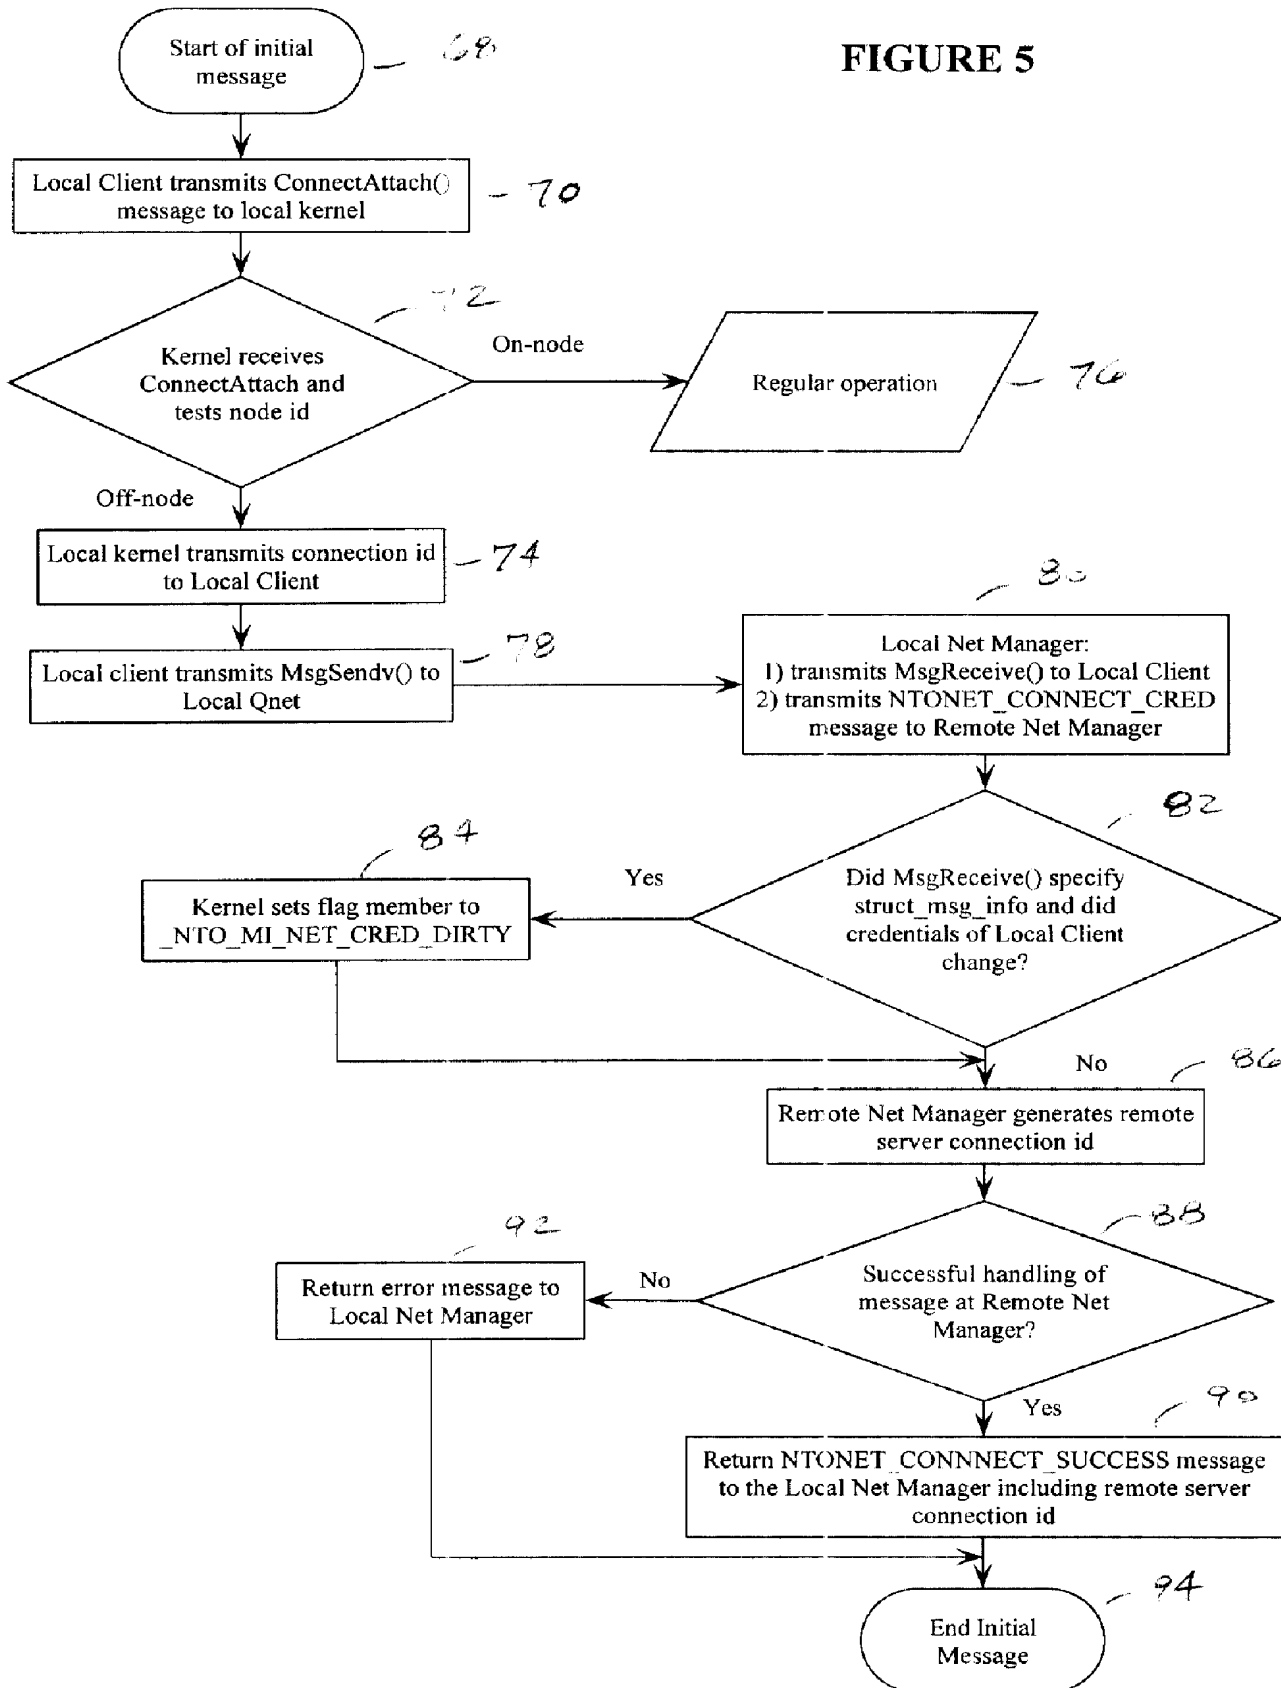 FIGURE 5
Start of initial
message
68
Local Client transmits ConnectAttach()
message to local kernel
70
72
Kernel receives
ConnectAttach and
tests node id
On-node
Regular operation
76
Off-node
Local kernel transmits connection id
to Local Client
74
Local client transmits MsgSendv() to
Local Qnet
78
80
Local Net Manager:
1) transmits MsgReceive() to Local Client
2) transmits NTONET_CONNECT_CRED
message to Remote Net Manager
82
Did MsgReceive() specify
struct_msg_info and did
credentials of Local Client
change?
Yes
84
Kernel sets flag member to
_NTO_MI_NET_CRED_DIRTY
No
86
Remote Net Manager generates remote
server connection id
88
Successful handling of
message at Remote Net
Manager?
No
92
Return error message to
Local Net Manager
Yes
90
Return NTONET_CONNNECT_SUCCESS message
to the Local Net Manager including remote server
connection id
94
End Initial
Message